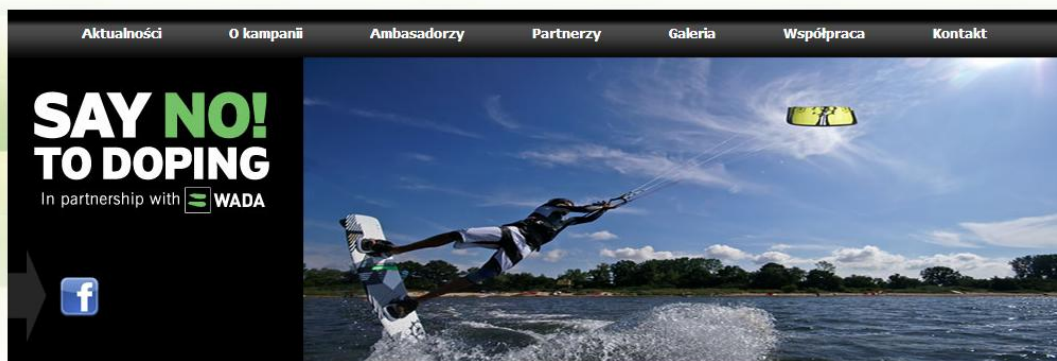 Aktualności O kampanii Ambasadorzy Partnerzy Galeria Współpraca Kontakt
SAY NO!
TO DOPING
In partnership with WADA
f